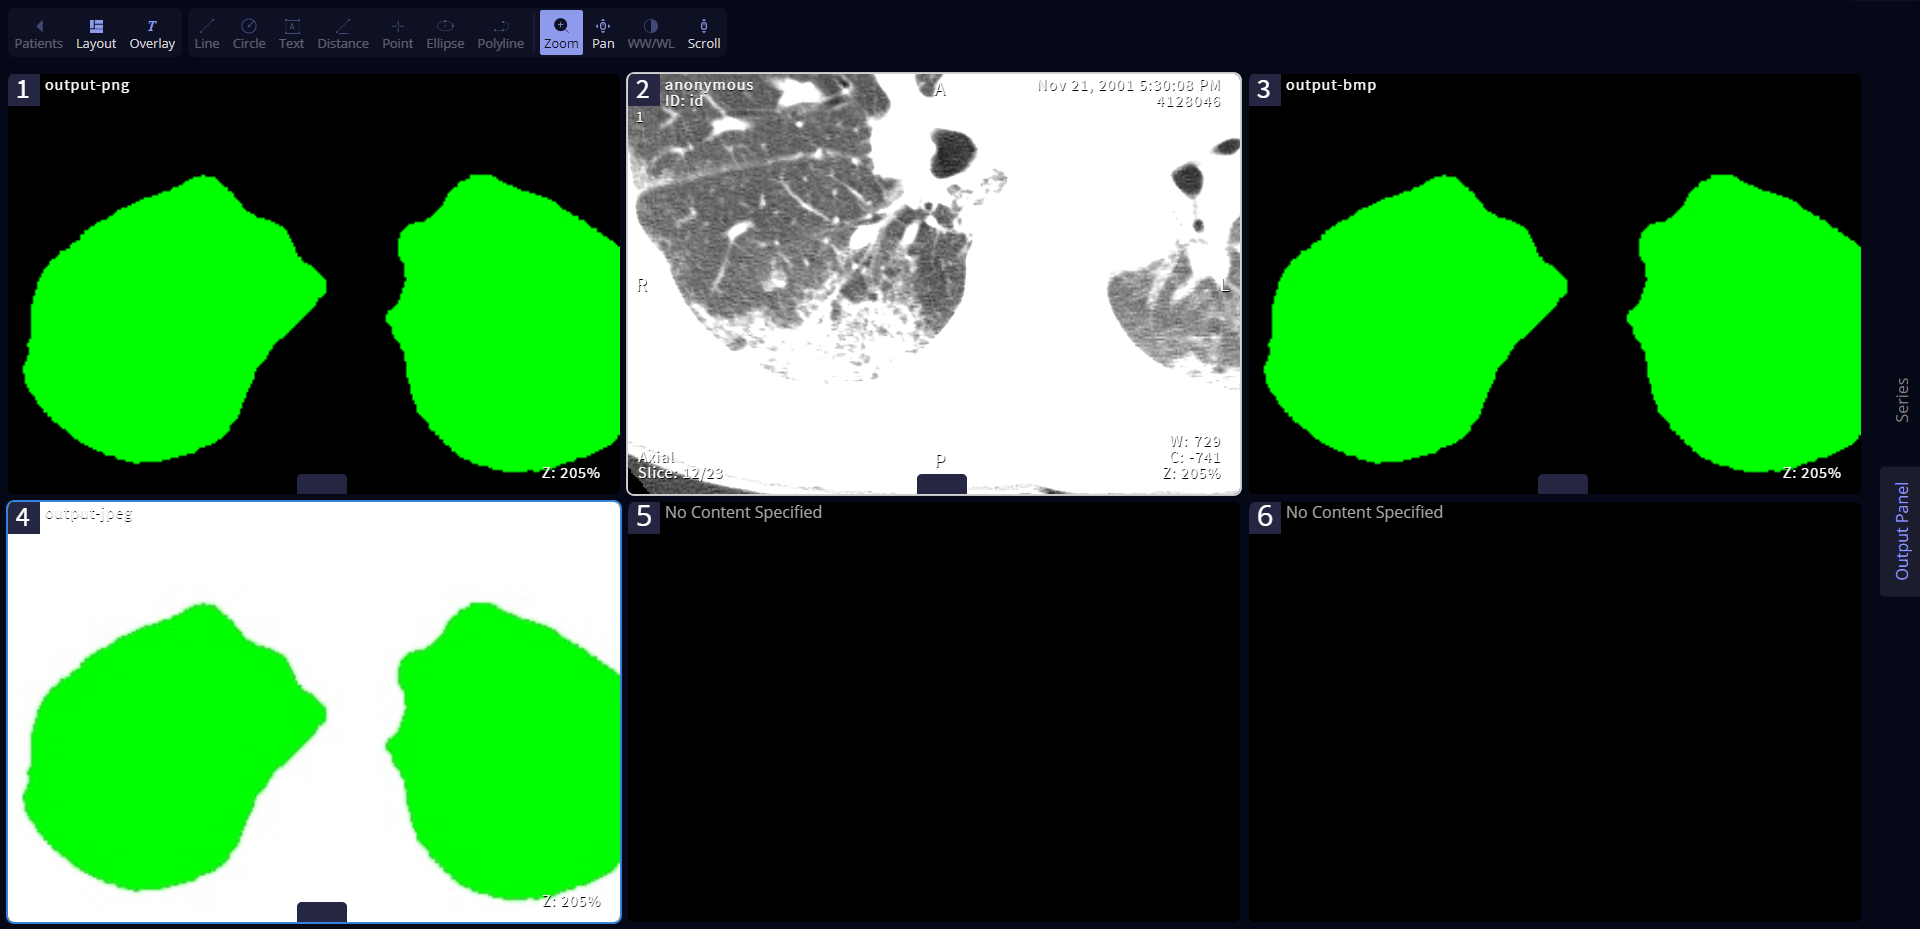 Patients Layout Overlay Line Circle Text Distance Point Ellipse Polyline Zoom Pan WW/WL Scroll
1 output-png
Z: 205%
2 anonymous
ID: id
1
A
Nov 21, 2001 5:30:08 PM
4128046
R
L
Axial
Slice: 12/23
P
W: 729
C: -741
Z: 205%
3 output-bmp
Z: 205%
4 output-jpeg
Z: 205%
5 No Content Specified
6 No Content Specified
Series
Output Panel